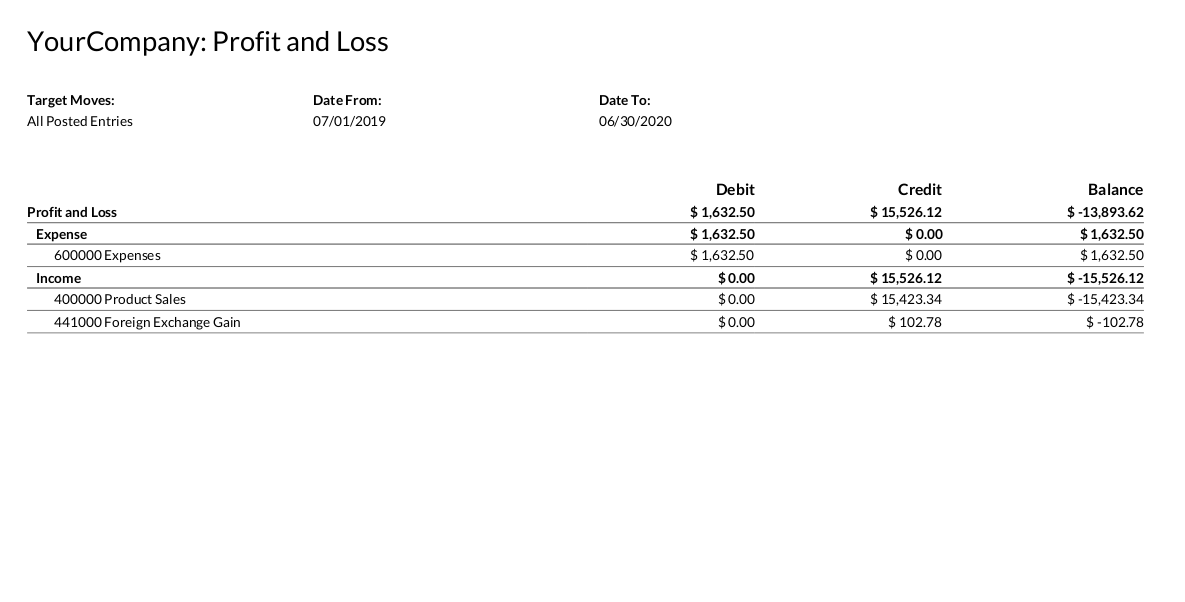 YourCompany: Profit and Loss
Target Moves: Date From: Date To:
All Posted Entries 07/01/2019 06/30/2020
Debit Credit Balance
Profit and Loss $ 1,632.50 $ 15,526.12 $ -13,893.62
Expense $ 1,632.50 $ 0.00 $ 1,632.50
600000 Expenses $ 1,632.50 $ 0.00 $ 1,632.50
Income $ 0.00 $ 15,526.12 $ -15,526.12
400000 Product Sales $ 0.00 $ 15,423.34 $ -15,423.34
441000 Foreign Exchange Gain $ 0.00 $ 102.78 $ -102.78